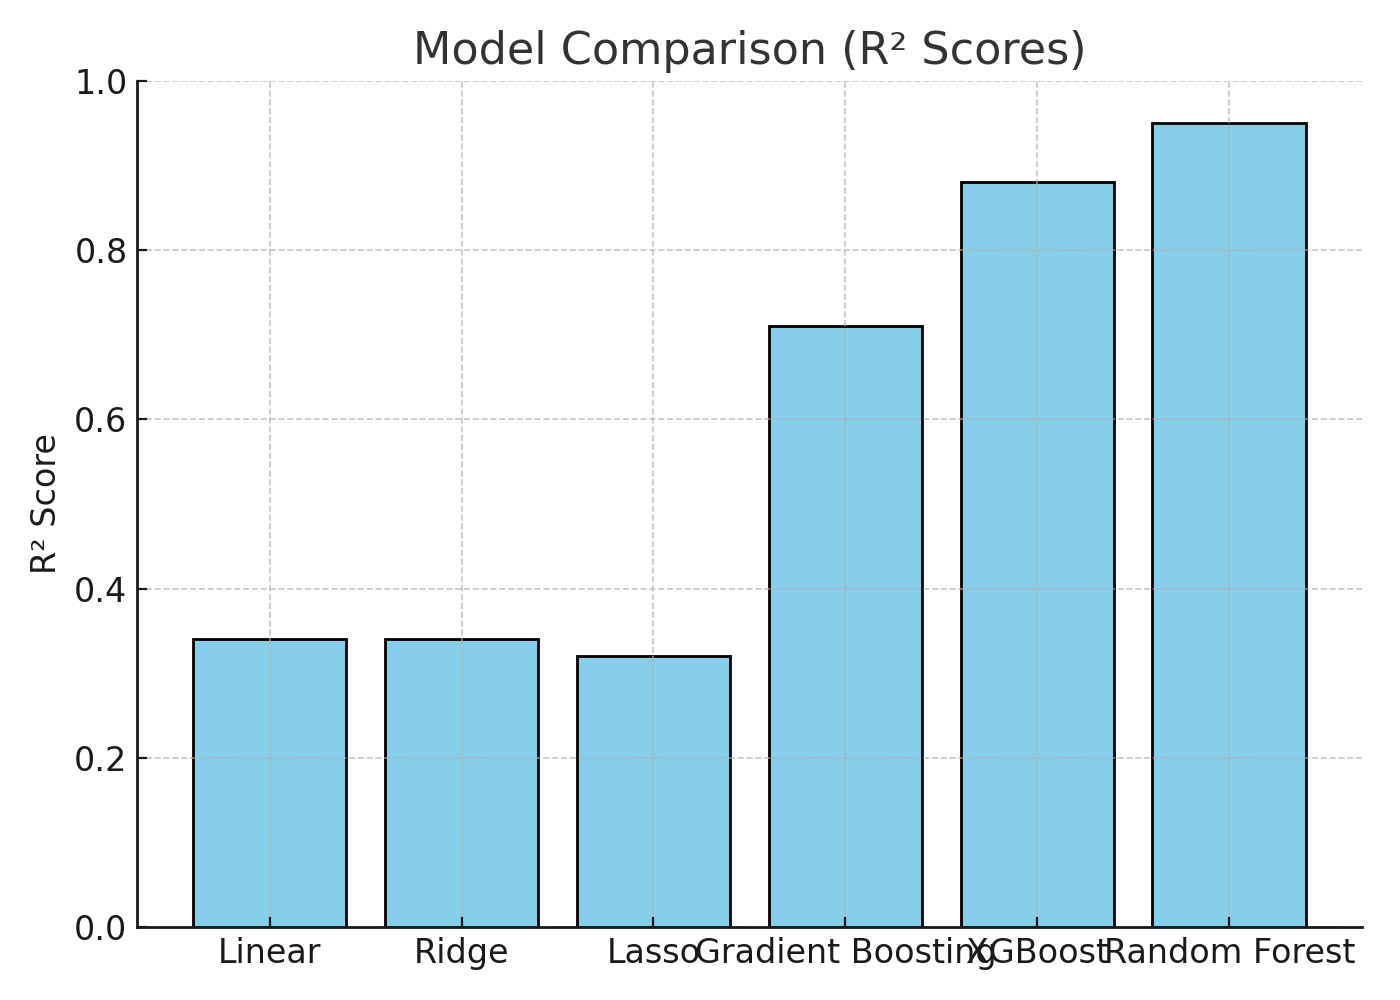 Model Comparison (R² Scores)
R² Score
1.0
0.8
0.6
0.4
0.2
0.0
Linear
Ridge
Lasso
Gradient Boosting
XGBoost
Random Forest